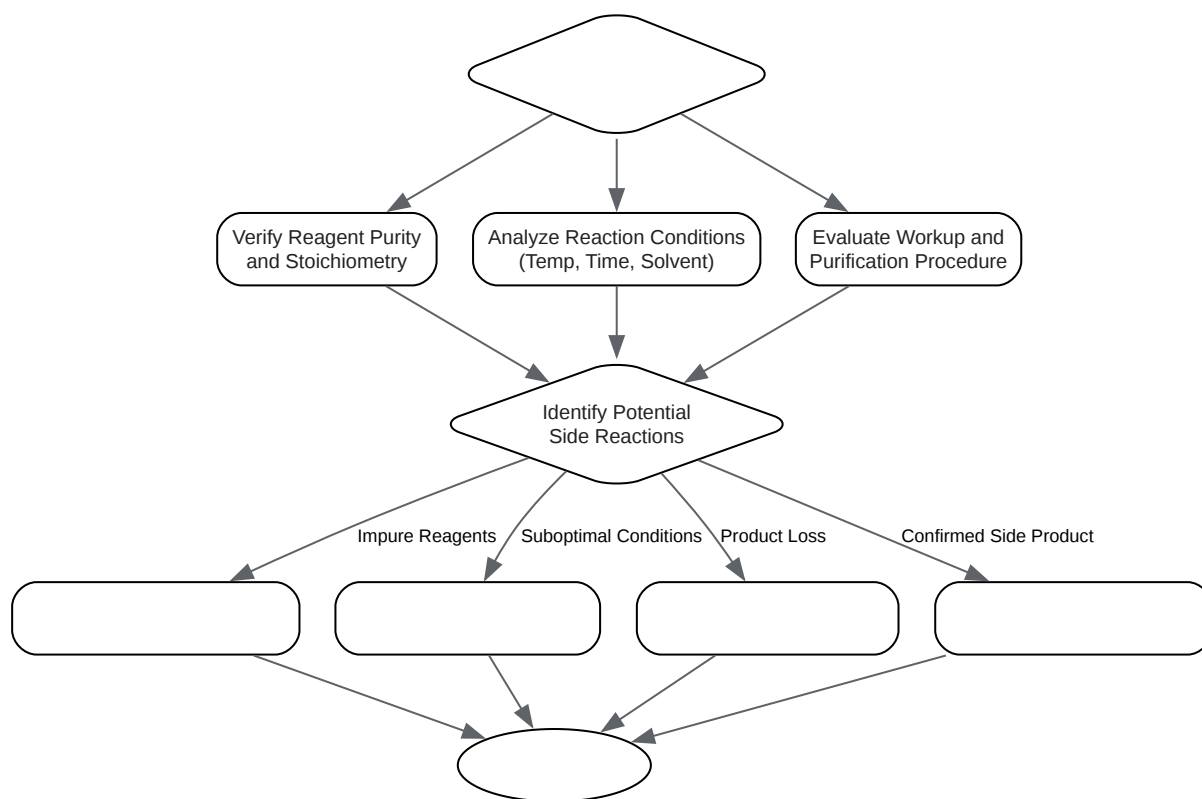 Verify Reagent Purity
and Stoichiometry
Analyze Reaction Conditions
(Temp, Time, Solvent)
Evaluate Workup and
Purification Procedure
Identify Potential
Side Reactions
Impure Reagents
Suboptimal Conditions
Product Loss
Confirmed Side Product